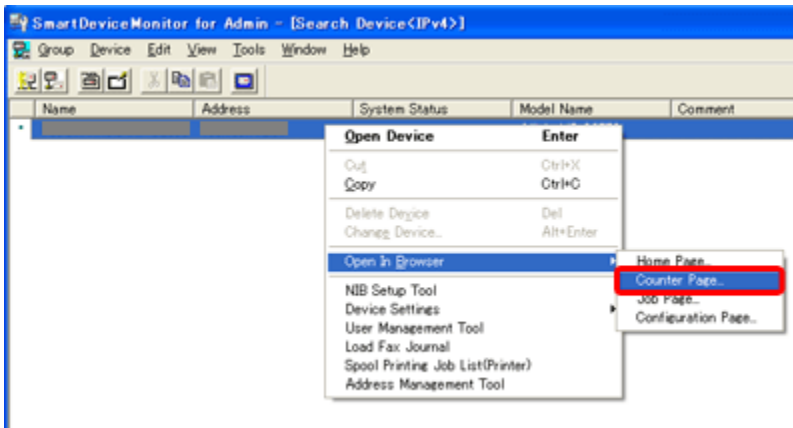 SmartDeviceMonitor for Admin - [Search Device<IPv4>]
Group Device Edit View Tools Window Help
Name Address System Status Model Name Comment
Open Device Enter
Cut Ctrl+X
Copy Ctrl+C
Delete Device Del
Change Device... Alt+Enter
Open In Browser Home Page...
Counter Page...
NIB Setup Tool Job Page...
Device Settings Configuration Page...
User Management Tool
Load Fax Journal
Spool Printing Job List(Printer)
Address Management Tool